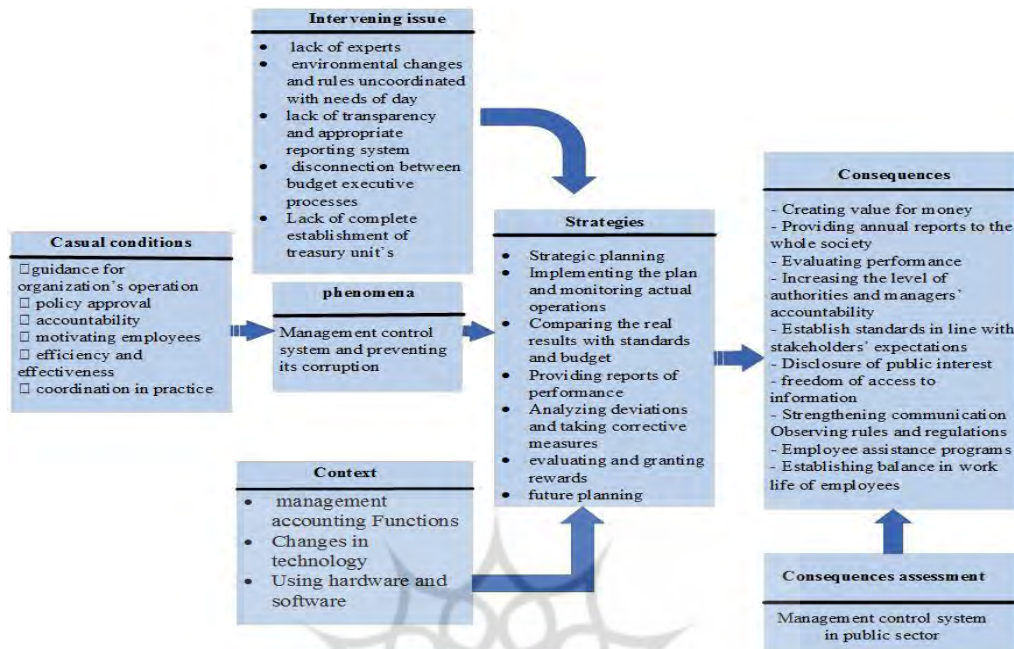 Intervening issue
• lack of experts
• environmental changes
and rules uncoordinated
with needs of day
• lack of transparency
and appropriate
reporting system
• disconnection between
budget executive
processes
• Lack of complete
establishment of
treasury unit`s
Casual conditions
□guidance for
organization`s operation
□ policy approval
□ accountability
□ motivating employees
□ efficiency and
effectiveness
□ coordination in practice
phenomena
Management control
system and preventing
its corruption
Context
• management
accounting Functions
• Changes in
technology
• Using hardware and
software
Strategies
• Strategic planning
• Implementing the plan
and monitoring actual
operations
• Comparing the real
results with standards
and budget
• Providing reports of
performance
• Analyzing deviations
and taking corrective
measures
• evaluating and granting
rewards
• future planning
Consequences
- Creating value for money
- Providing annual reports to the
whole society
- Evaluating performance
- Increasing the level of
authorities and managers`
accountability
- Establish standards in line with
stakeholders` expectations
- Disclosure of public interest
- freedom of access to
information
- Strengthening communication
Observing rules and regulations
- Employee assistance programs
- Establishing balance in work
life of employees
Consequences assessment
Management control system
in public sector